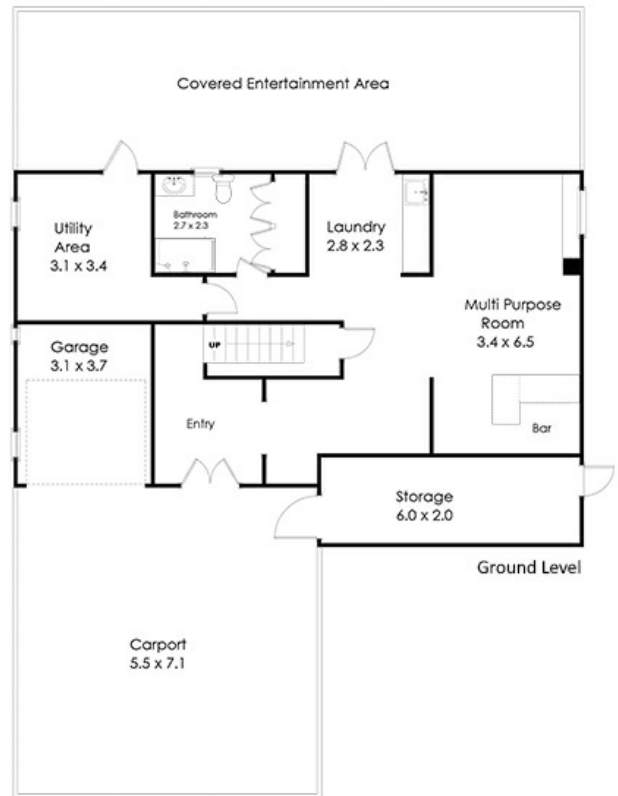 Covered Entertainment Area
Bathroom
2.7 x 2.3
Utility
Area
3.1 x 3.4
Laundry
2.8 x 2.3
Multi Purpose
Room
3.4 x 6.5
Garage
3.1 x 3.7
UP
Entry
Bar
Storage
6.0 x 2.0
Ground Level
Carport
5.5 x 7.1